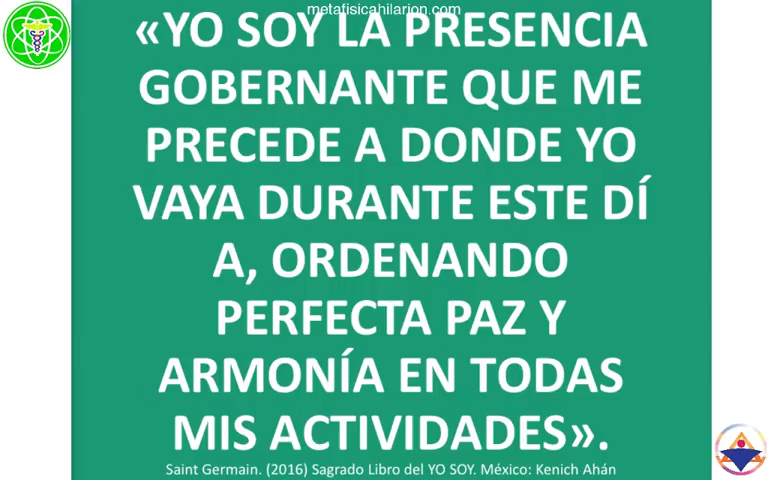 metafisicahilarion.com
«YO SOY LA PRESENCIA
GOBERNANTE QUE ME
PRECEDE A DONDE YO
VAYA DURANTE ESTE DÍ
A, ORDENANDO
PERFECTA PAZ Y
ARMONÍA EN TODAS
MIS ACTIVIDADES».
Saint Germain. (2016) Sagrado Libro del YO SOY. México: Kenich Ahán